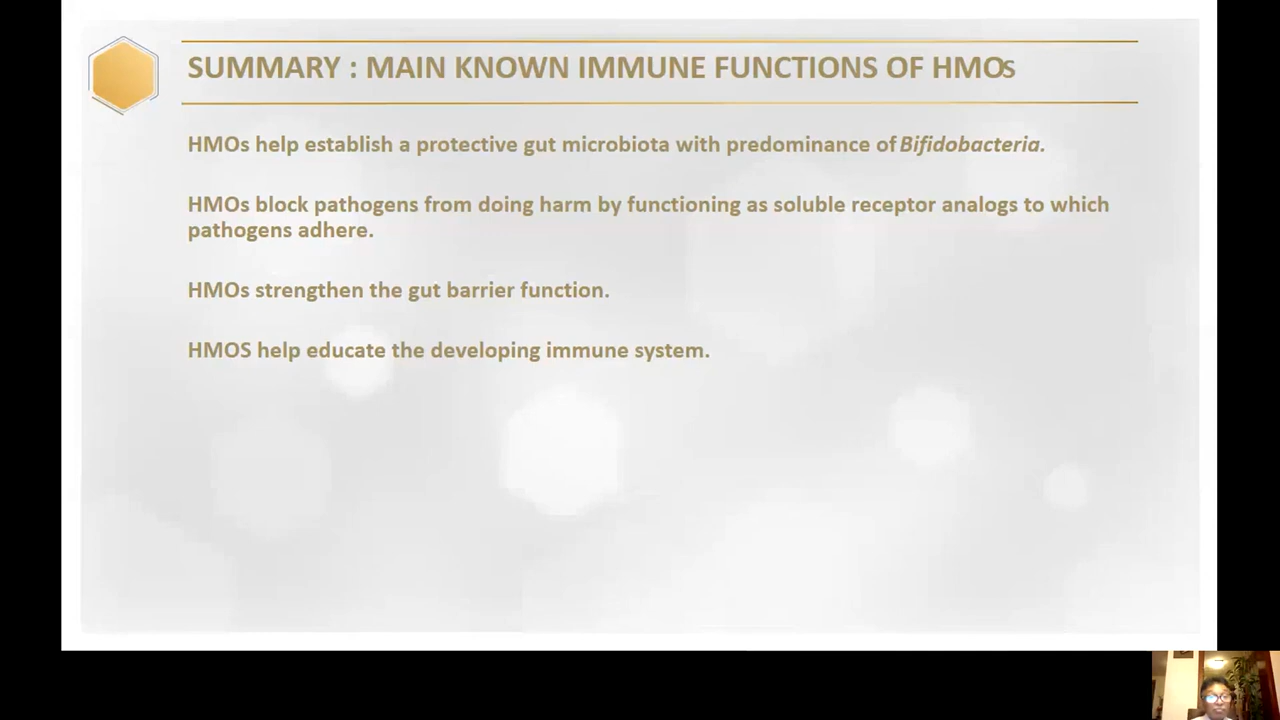 SUMMARY : MAIN KNOWN IMMUNE FUNCTIONS OF HMOs
HMOs help establish a protective gut microbiota with predominance of Bifidobacteria.
HMOs block pathogens from doing harm by functioning as soluble receptor analogs to which
pathogens adhere.
HMOs strengthen the gut barrier function.
HMOS help educate the developing immune system.